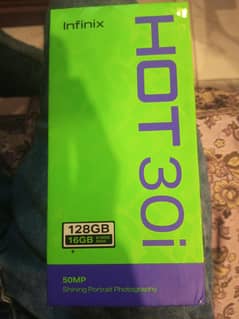 Infinix
HOT 30i
128GB
16GB
50MP
Shining Portrait Photography